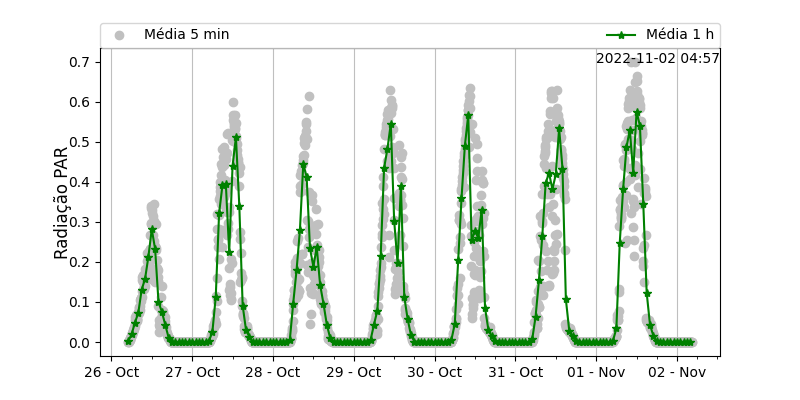 Média 5 min
Média 1 h
2022-11-02 04:57
Radiação PAR
0.7
0.6
0.5
0.4
0.3
0.2
0.1
0.0
26 - Oct
27 - Oct
28 - Oct
29 - Oct
30 - Oct
31 - Oct
01 - Nov
02 - Nov